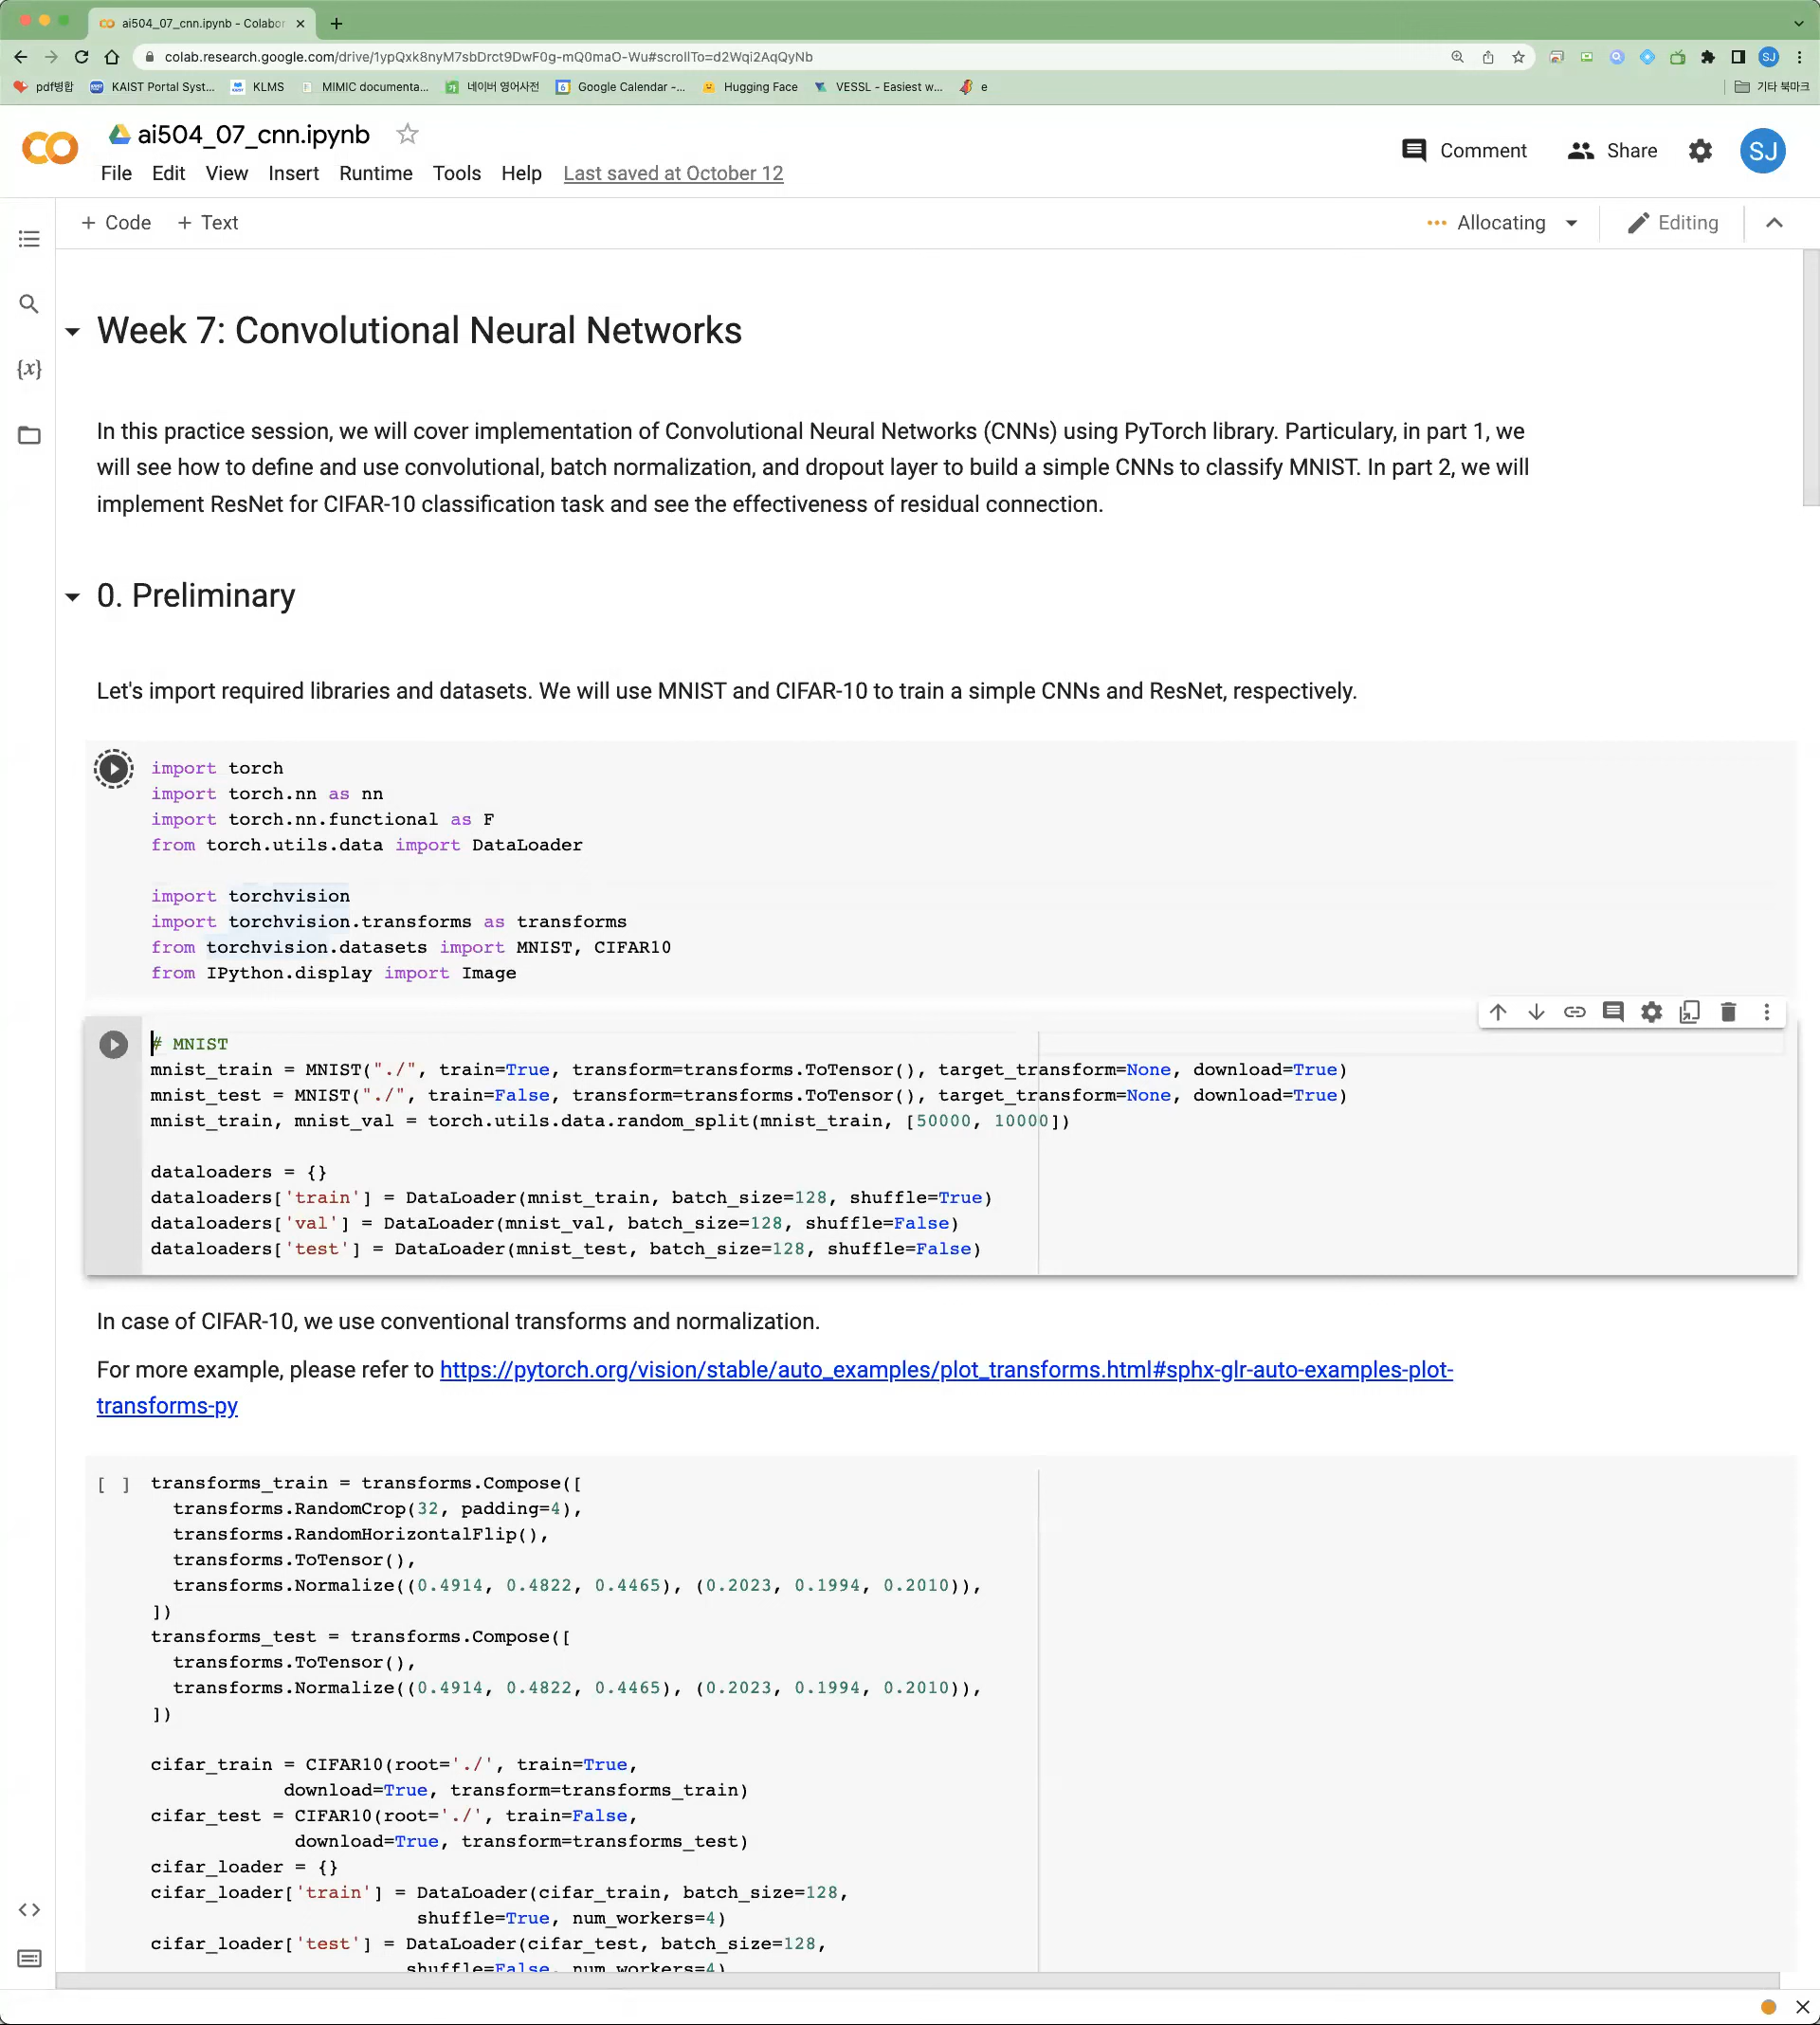 ai504_07_cnn.ipynb - Colabor
colab.research.google.com/drive/1ypQxk8nyM7sbDrct9DwF0g-mQ0maO-Wu#scrollTo=d2Wqi2AqQyNb
SJ
pdf병합 KAIST Portal Syst... KLMS MIMIC documenta... 네이버 영어사전 Google Calendar -... Hugging Face VESSL - Easiest w... e 기타 북마크
ai504_07_cnn.ipynb
Comment Share SJ
File Edit View Insert Runtime Tools Help Last saved at October 12
+ Code + Text Allocating Editing
Week 7: Convolutional Neural Networks
{x}
In this practice session, we will cover implementation of Convolutional Neural Networks (CNNs) using PyTorch library. Particulary, in part 1, we
will see how to define and use convolutional, batch normalization, and dropout layer to build a simple CNNs to classify MNIST. In part 2, we will
implement ResNet for CIFAR-10 classification task and see the effectiveness of residual connection.
0. Preliminary
Let's import required libraries and datasets. We will use MNIST and CIFAR-10 to train a simple CNNs and ResNet, respectively.
import torch
import torch.nn as nn
import torch.nn.functional as F
from torch.utils.data import DataLoader
import torchvision
import torchvision.transforms as transforms
from torchvision.datasets import MNIST, CIFAR10
from IPython.display import Image
# MNIST
mnist_train = MNIST("./", train=True, transform=transforms.ToTensor(), target_transform=None, download=True)
mnist_test = MNIST("./", train=False, transform=transforms.ToTensor(), target_transform=None, download=True)
mnist_train, mnist_val = torch.utils.data.random_split(mnist_train, [50000, 10000])
dataloaders = {}
dataloaders['train'] = DataLoader(mnist_train, batch_size=128, shuffle=True)
dataloaders['val'] = DataLoader(mnist_val, batch_size=128, shuffle=False)
dataloaders['test'] = DataLoader(mnist_test, batch_size=128, shuffle=False)
In case of CIFAR-10, we use conventional transforms and normalization.
For more example, please refer to https://pytorch.org/vision/stable/auto_examples/plot_transforms.html#sphx-glr-auto-examples-plot-
transforms-py
[ ] transforms_train = transforms.Compose([
transforms.RandomCrop(32, padding=4),
transforms.RandomHorizontalFlip(),
transforms.ToTensor(),
transforms.Normalize((0.4914, 0.4822, 0.4465), (0.2023, 0.1994, 0.2010)),
])
transforms_test = transforms.Compose([
transforms.ToTensor(),
transforms.Normalize((0.4914, 0.4822, 0.4465), (0.2023, 0.1994, 0.2010)),
])
cifar_train = CIFAR10(root='./', train=True,
download=True, transform=transforms_train)
cifar_test = CIFAR10(root='./', train=False,
download=True, transform=transforms_test)
cifar_loader = {}
cifar_loader['train'] = DataLoader(cifar_train, batch_size=128,
shuffle=True, num_workers=4)
cifar_loader['test'] = DataLoader(cifar_test, batch_size=128,
shuffle=False, num_workers=4)